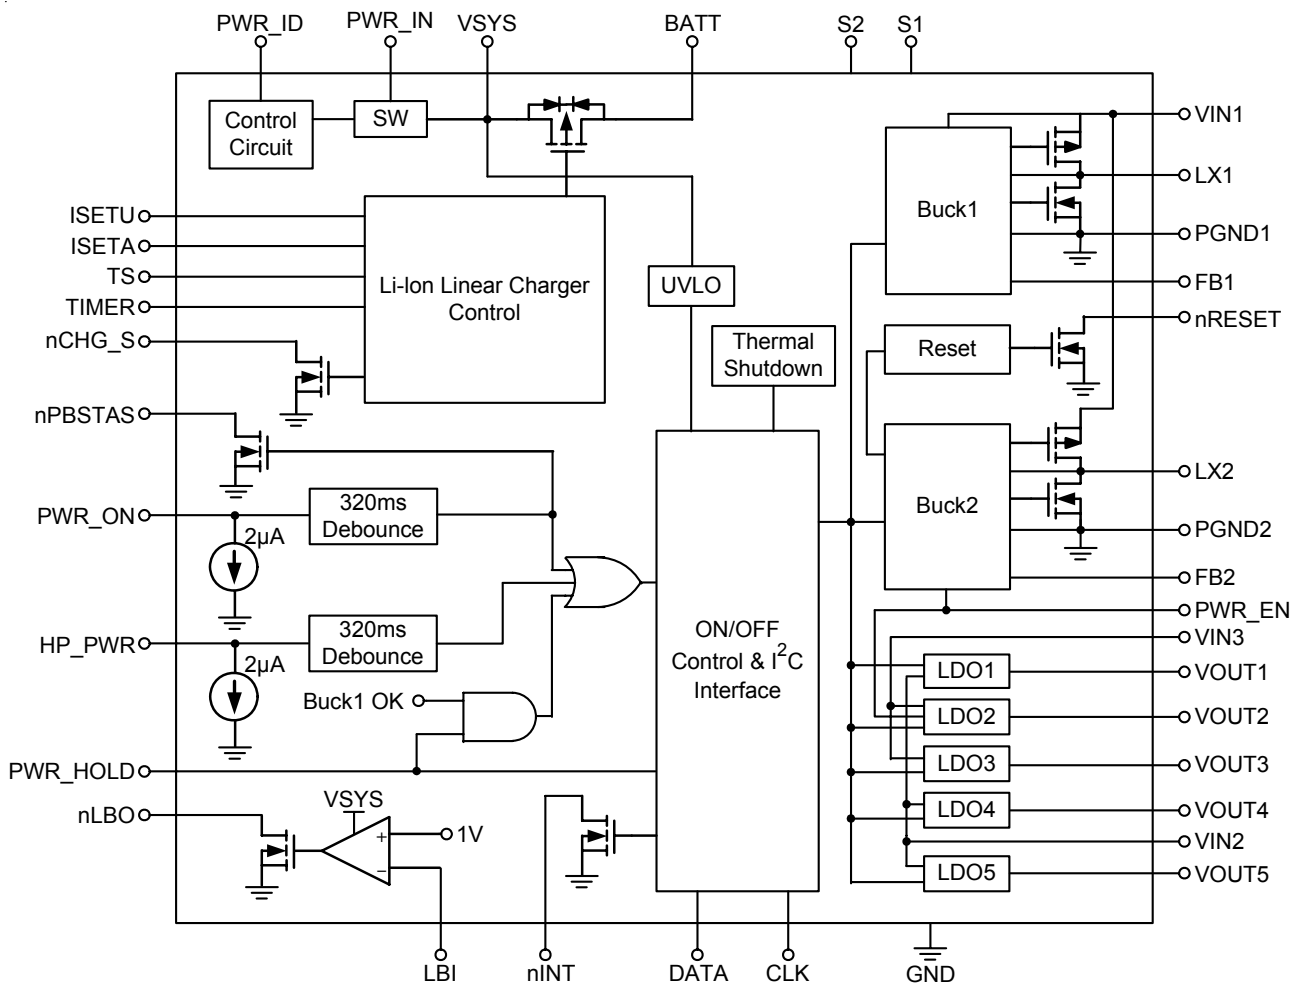 PWR_ID
PWR_IN
VSYS
BATT
S2
S1
Control
Circuit
SW
VIN1
LX1
Buck1
PGND1
FB1
ISETU
ISETA
TS
TIMER
nCHG_S
Li-Ion Linear Charger
Control
UVLO
Thermal
Shutdown
Reset
nRESET
nPBSTAS
PWR_ON
2µA
320ms
Debounce
HP_PWR
2µA
320ms
Debounce
Buck1 OK
PWR_HOLD
nLBO
VSYS
+
−
1V
ON/OFF
Control & I²C
Interface
Buck2
LX2
PGND2
FB2
PWR_EN
VIN3
LDO1
VOUT1
LDO2
VOUT2
LDO3
VOUT3
LDO4
VOUT4
VIN2
LDO5
VOUT5
LBI
nINT
DATA
CLK
GND